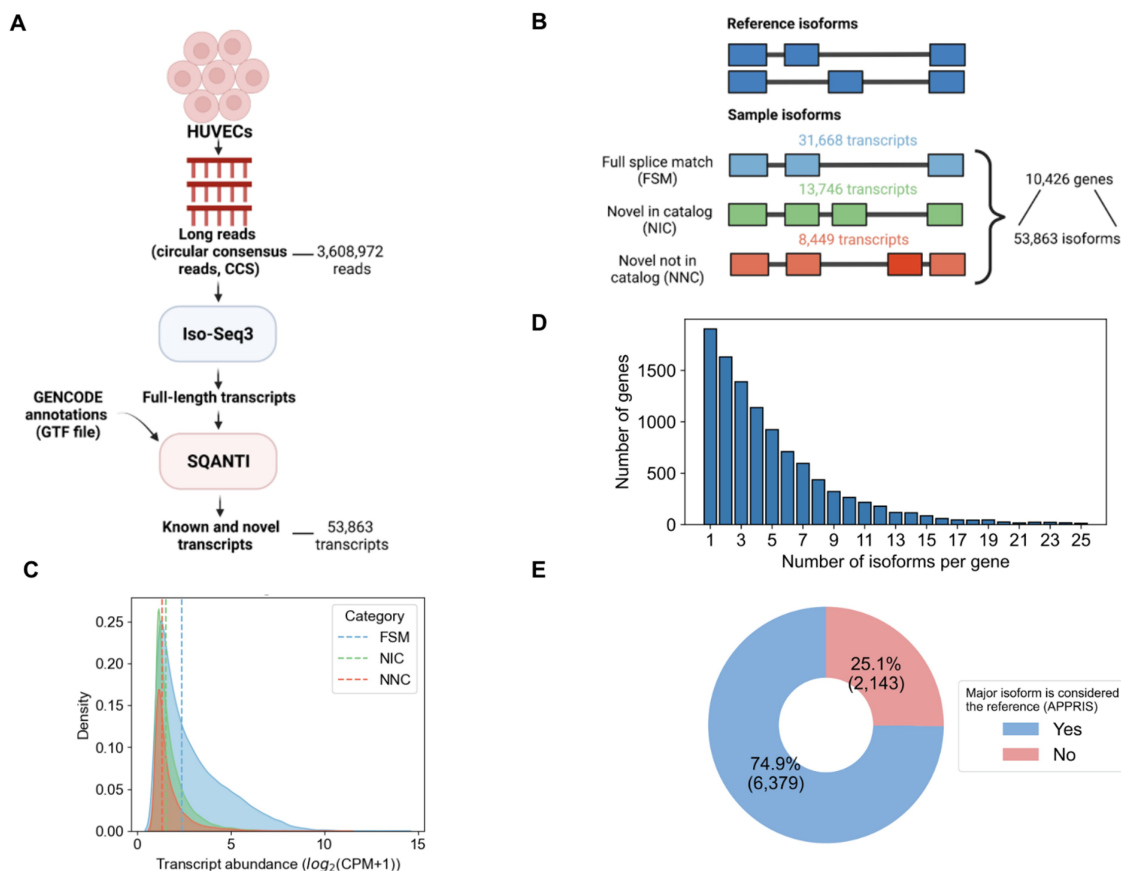 A
HUVECs
Long reads
(circular consensus
reads, CCS)
3,608,972
reads
Iso-Seq3
GENCODE
annotations
(GTF file)
Full-length transcripts
SQANTI
Known and novel
transcripts
53,863
transcripts
B
Reference isoforms
Sample isoforms
31,668 transcripts
Full splice match
(FSM)
13,746 transcripts
Novel in catalog
(NIC)
8,449 transcripts
Novel not in
catalog (NNC)
10,426 genes
53,863 isoforms
C
Density
0.25
0.20
0.15
0.10
0.05
0.00
0
5
10
15
Transcript abundance (log2(CPM+1))
Category
FSM
NIC
NNC
D
Number of genes
1500
1000
500
0
1
3
5
7
9
11
13
15
17
19
21
23
25
Number of isoforms per gene
E
25.1%
(2,143)
74.9%
(6,379)
Major isoform is considered
the reference (APPRIS)
Yes
No